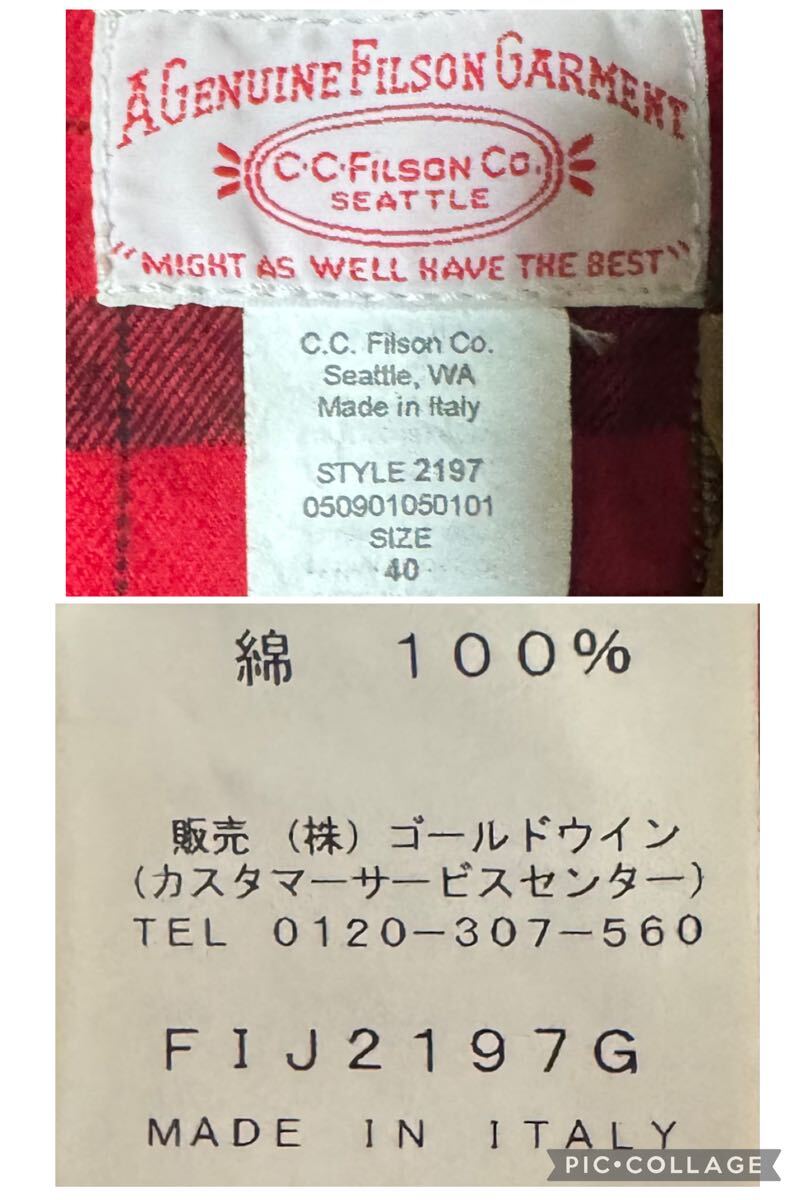 A GENUINE FILSON GARMENT
C·C·FILSON CO.
SEATTLE
"MIGHT AS WELL HAVE THE BEST"
C.C. Filson Co.
Seattle, WA
Made in Italy
STYLE 2197
050901050101
SIZE
40
綿 100%
販売 (株) ゴールドウイン
(カスタマーサービスセンター)
TEL 0120-307-560
FIJ2197G
MADE IN ITALY
PIC·COLLAGE